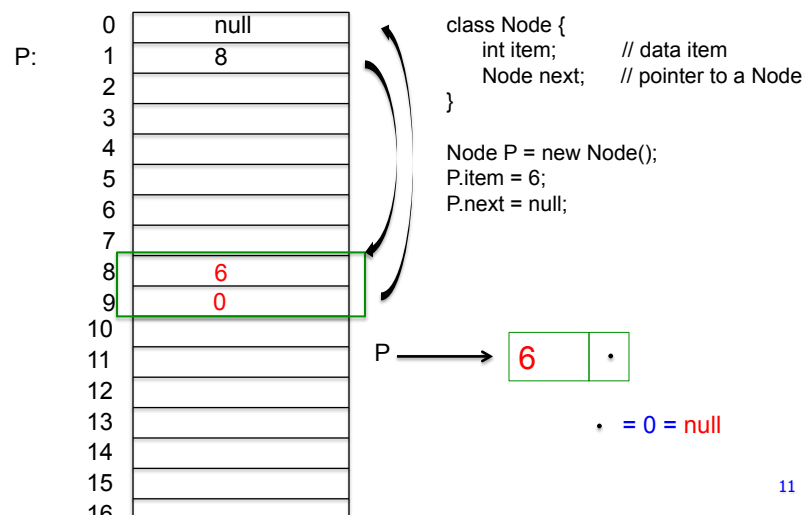 0 null
P: 1 8
2
3
4
5
6
7
8 6
9 0
10
11
12
13
14
15
16
class Node {
int item; // data item
Node next; // pointer to a Node
}
Node P = new Node();
P.item = 6;
P.next = null;
P 6 .
. = 0 = null
11